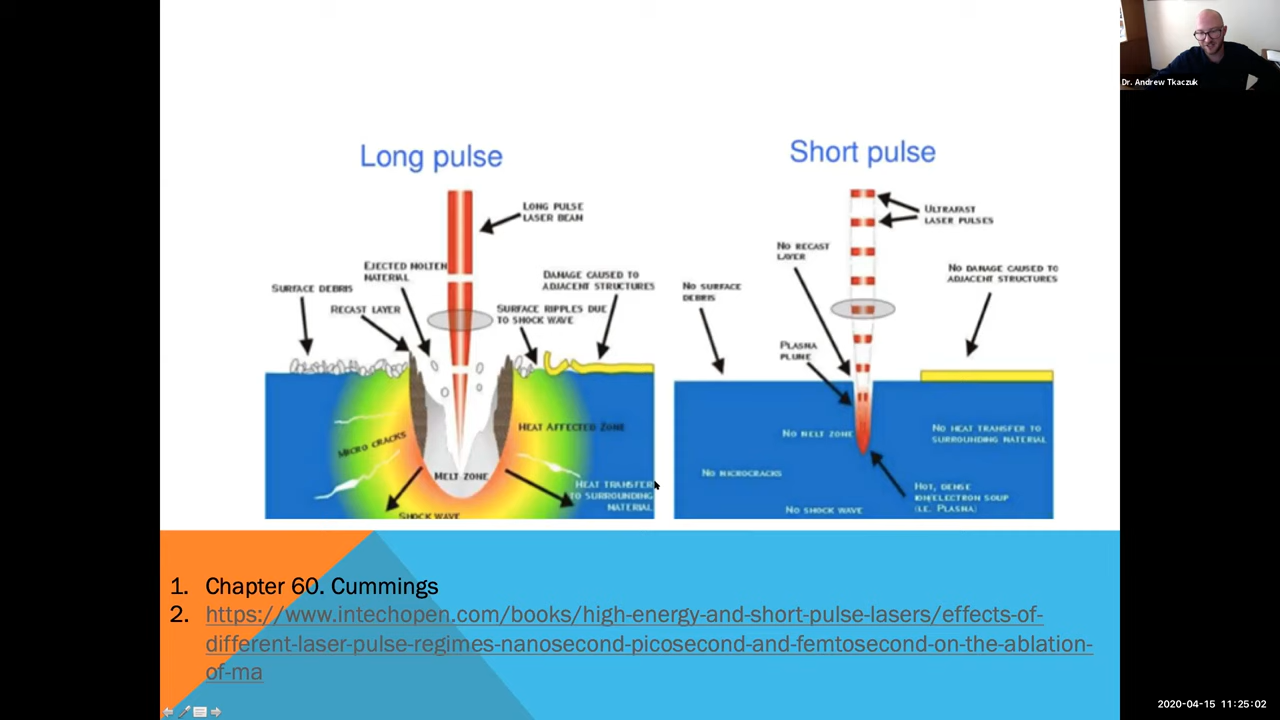 Dr. Andrew Tkaczuk
Long pulse
LONG PULSE
LASER BEAM
EJECTED MOLTEN
MATERIAL
SURFACE DEBRIS
RECAST LAYER
DAMAGE CAUSED TO
ADJACENT STRUCTURES
SURFACE RIPPLES DUE
TO SHOCK WAVE
MICRO CRACKS
HEAT AFFECTED ZONE
MELT ZONE
SHOCK WAVE
HEAT TRANSFER
TO SURROUNDING
MATERIAL
Short pulse
ULTRAFAST
LASER PULSES
NO RECAST
LAYER
NO SURFACE
DEBRIS
NO DAMAGE CAUSED TO
ADJACENT STRUCTURES
PLASMA
PLUME
NO MELT ZONE
NO HEAT TRANSFER TO
SURROUNDING MATERIAL
NO MICROCRACKS
NO SHOCK WAVE
HOT, DENSE
ION/ELECTRON SOUP
(I.E. PLASMA)
1. Chapter 60. Cummings
2. https://www.intechopen.com/books/high-energy-and-short-pulse-lasers/effects-of-
different-laser-pulse-regimes-nanosecond-picosecond-and-femtosecond-on-the-ablation-
of-ma
2020-04-15 11:25:02